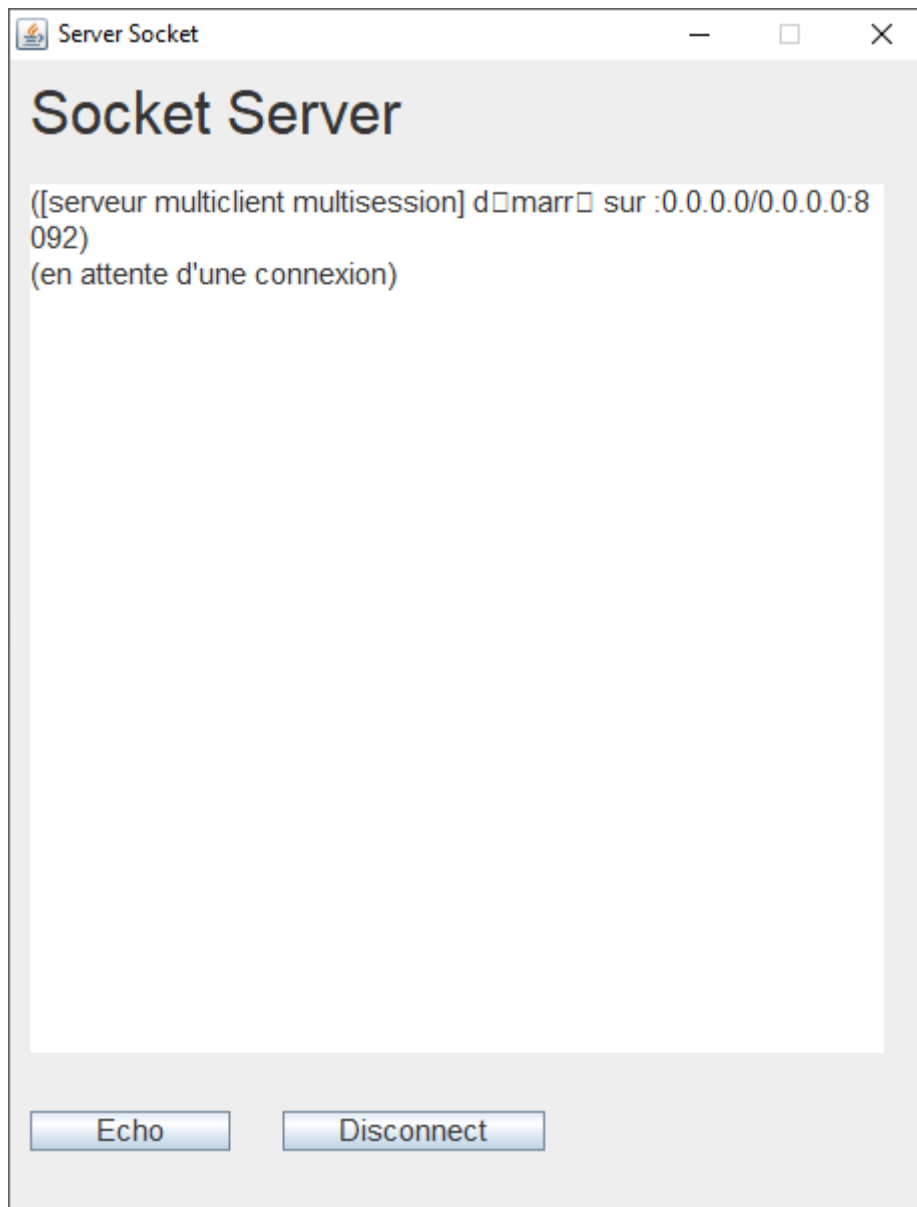 Server Socket
Socket Server
([serveur multiclient multisession] d□marr□ sur :0.0.0.0/0.0.0.0:8
092)
(en attente d'une connexion)
Echo Disconnect